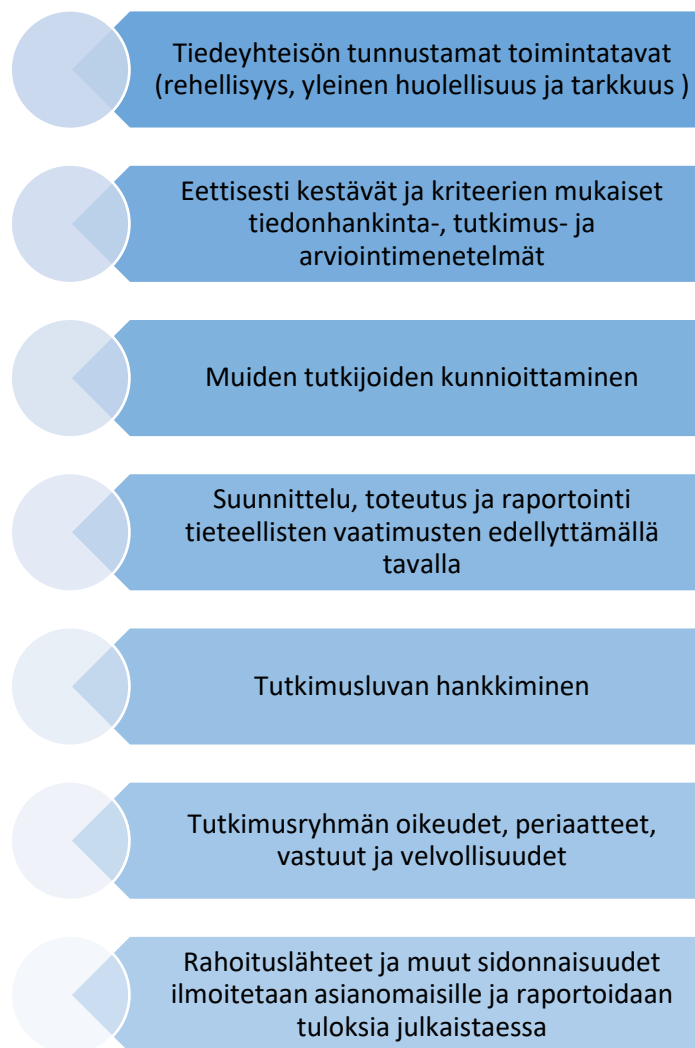 Tiedeyhteisön tunnustamat toimintatavat
(rehellisyys, yleinen huolellisuus ja tarkkuus )
Eettisesti kestävät ja kriteerien mukaiset
tiedonhankinta-, tutkimus- ja
arviointimenetelmät
Muiden tutkijoiden kunnioittaminen
Suunnittelu, toteutus ja raportointi
tieteellisten vaatimusten edellyttämällä
tavalla
Tutkimusluvan hankkiminen
Tutkimusryhmän oikeudet, periaatteet,
vastuut ja velvollisuudet
Rahoituslähteet ja muut sidonnaisuudet
ilmoitetaan asianomaisille ja raportoidaan
tuloksia julkaistaessa